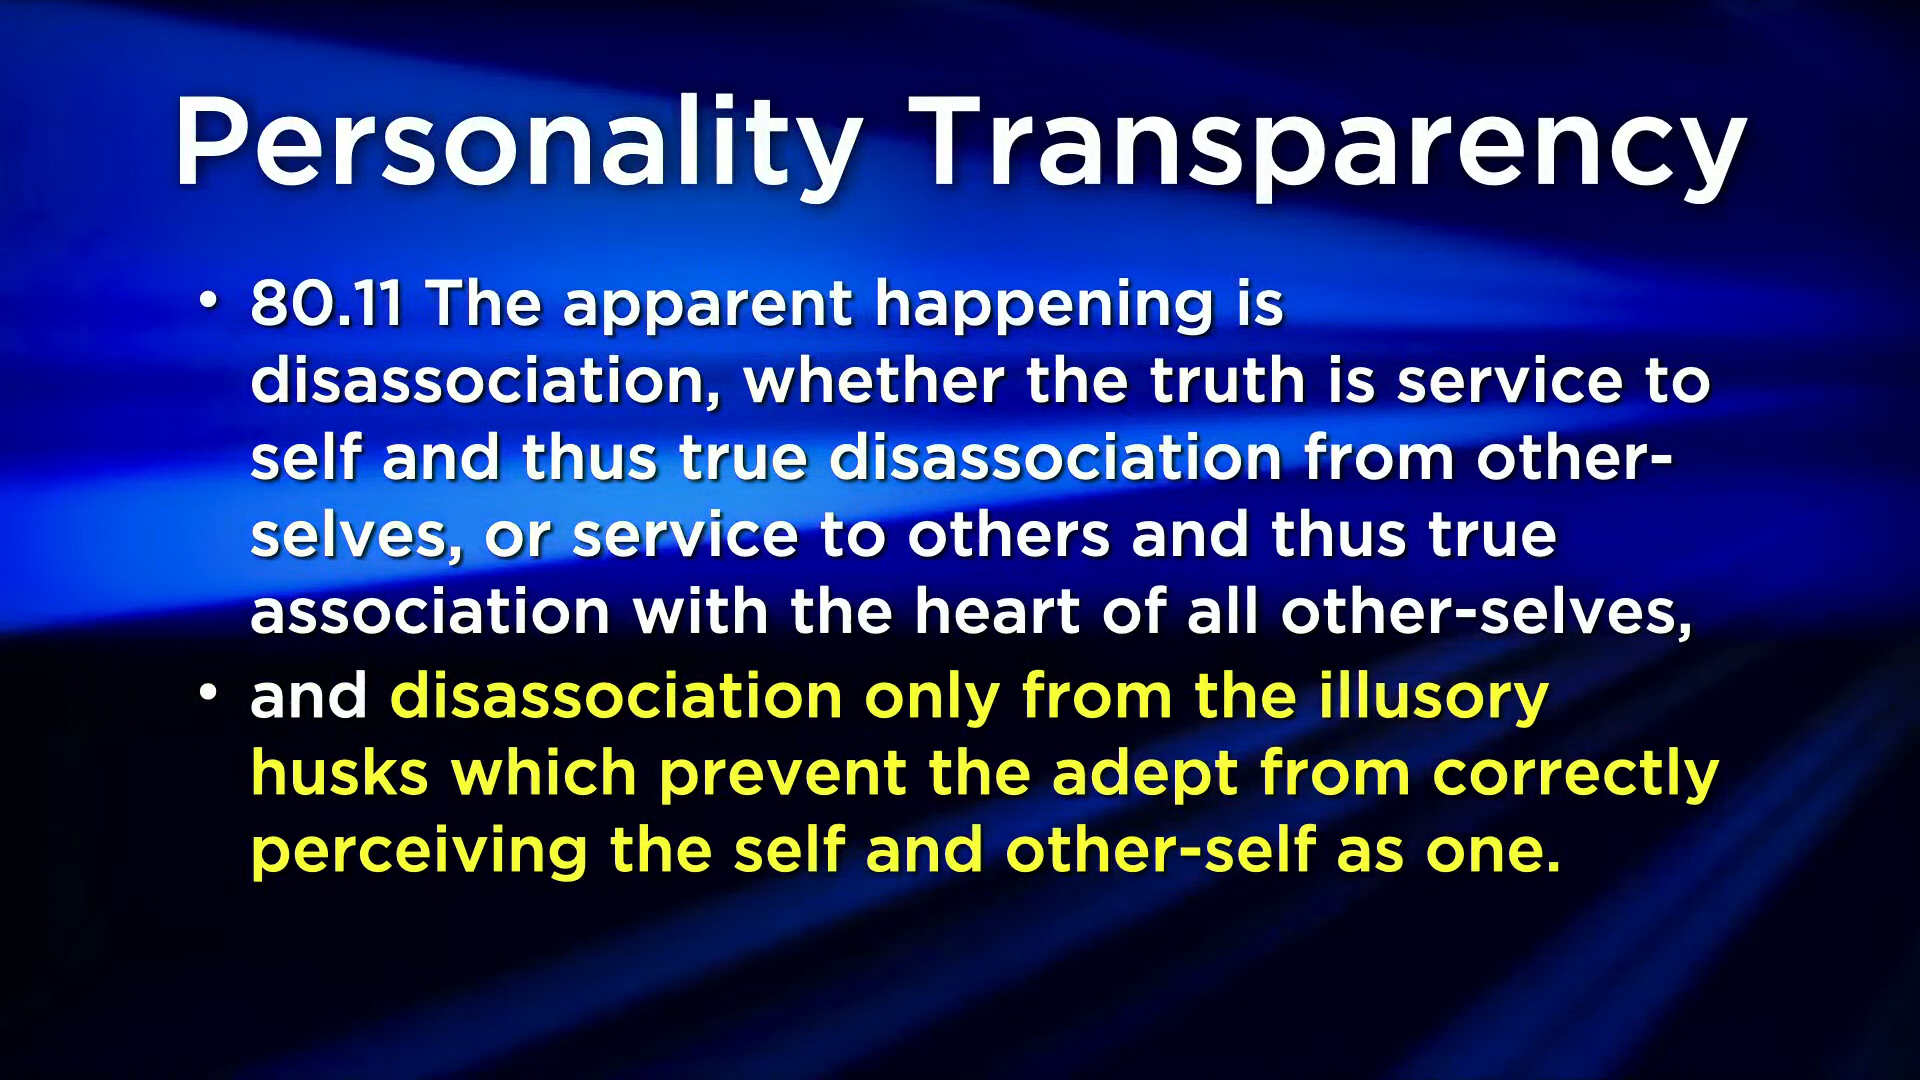 Personality Transparency
• 80.11 The apparent happening is
disassociation, whether the truth is service to
self and thus true disassociation from other-
selves, or service to others and thus true
association with the heart of all other-selves,
• and disassociation only from the illusory
husks which prevent the adept from correctly
perceiving the self and other-self as one.